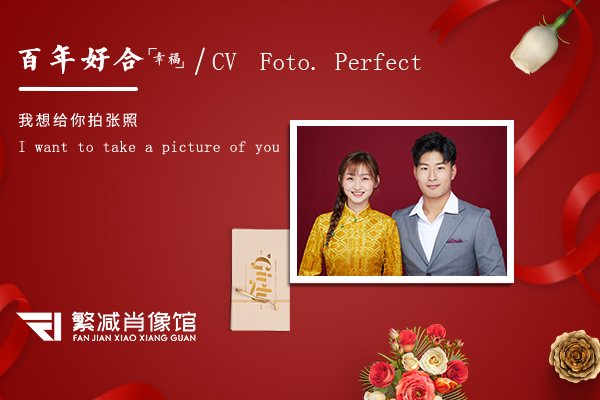 百年好合「幸福」/CV Foto. Perfect
我想给你拍张照
I want to take a picture of you
Girly
繁减肖像馆
FAN JIAN XIAO XIANG GUAN